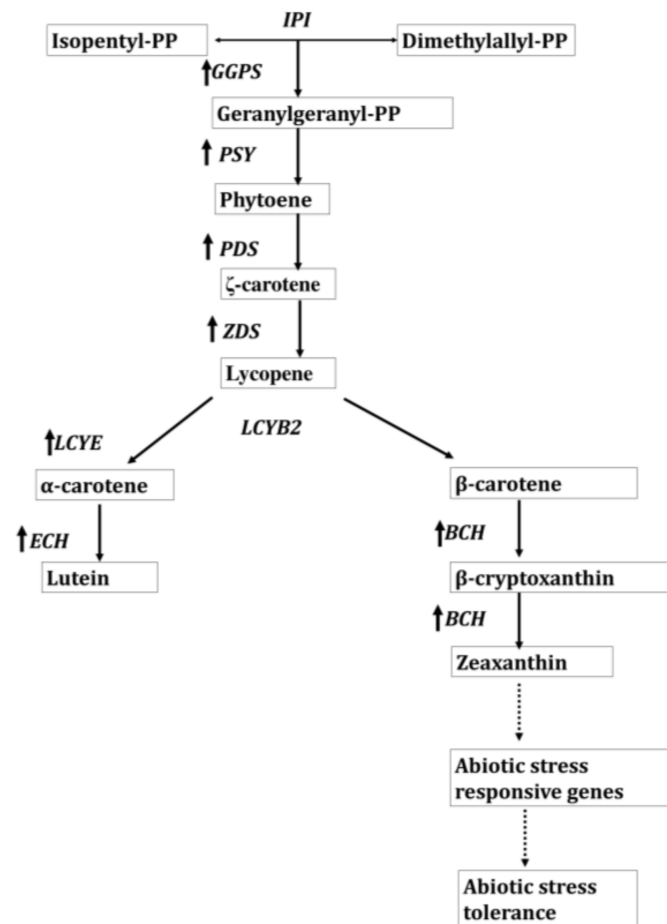 IPI
Isopentyl-PP
Dimethylallyl-PP
GGPS
Geranylgeranyl-PP
PSY
Phytoene
PDS
ζ-carotene
ZDS
Lycopene
LCYB2
LCYE
α-carotene
β-carotene
ECH
BCH
Lutein
β-cryptoxanthin
BCH
Zeaxanthin
Abiotic stress
responsive genes
Abiotic stress
tolerance